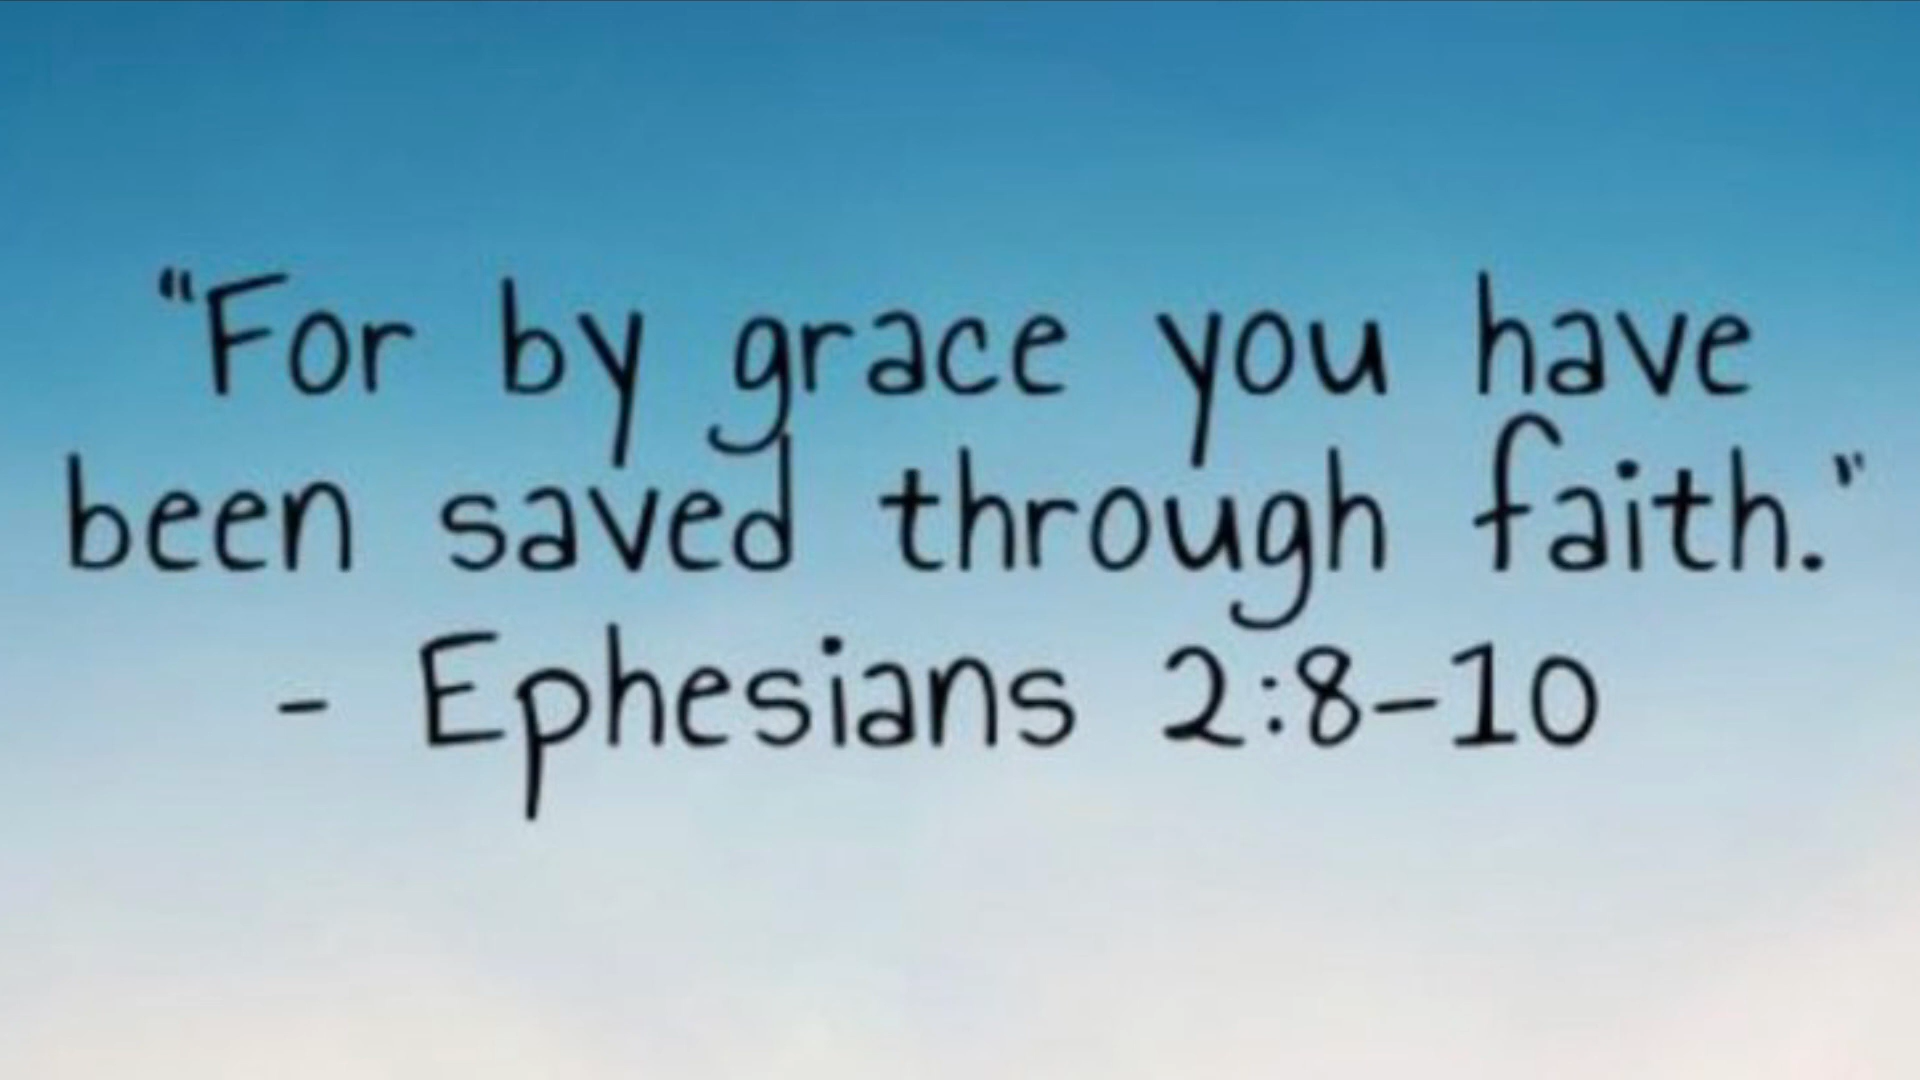 “For by grace you have
been saved through faith.”
- Ephesians 2:8-10